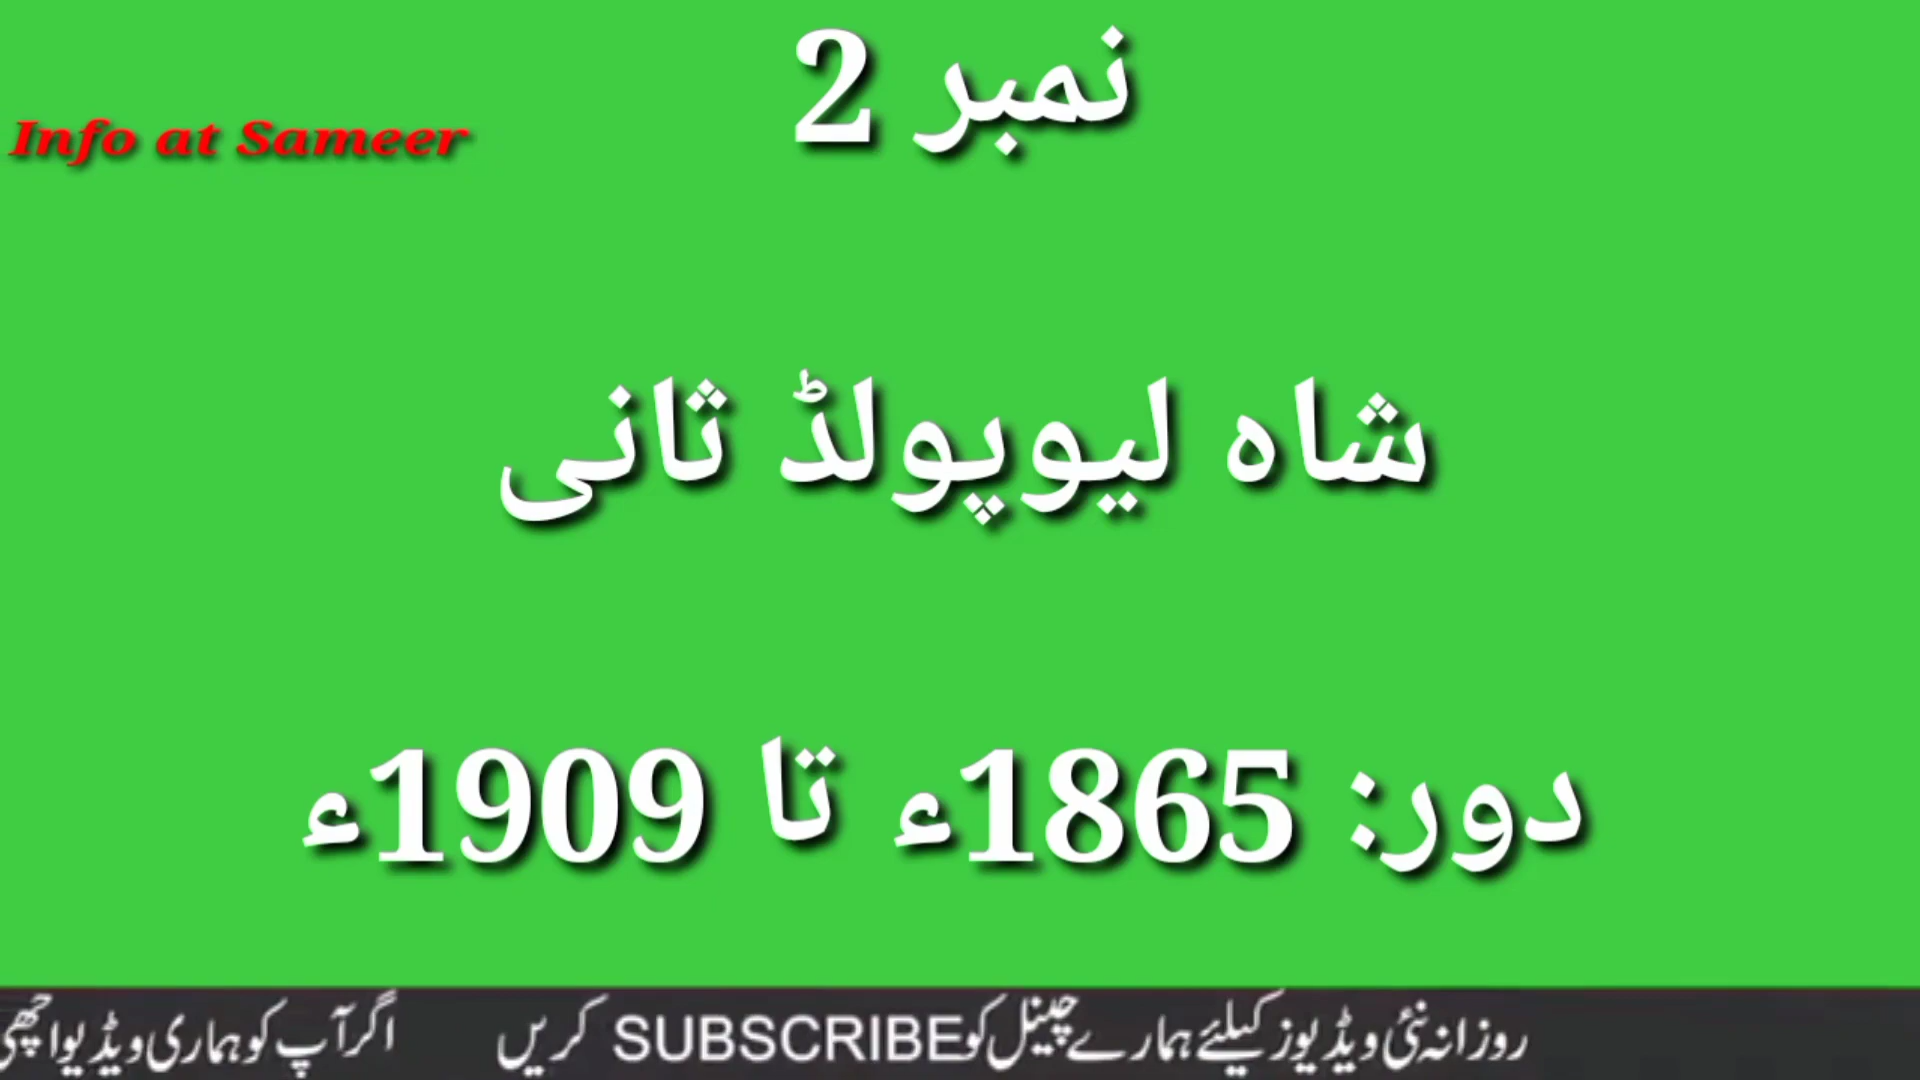 نمبر 2
Info at Sameer
شاہ لیوپولڈ ثانی
دور: 1865ء تا 1909ء
روزانہ نئی ویڈیوز کیلئے ہمارے چینل کو SUBSCRIBE کریں اگر آپ کو ہماری ویڈیو اچھی